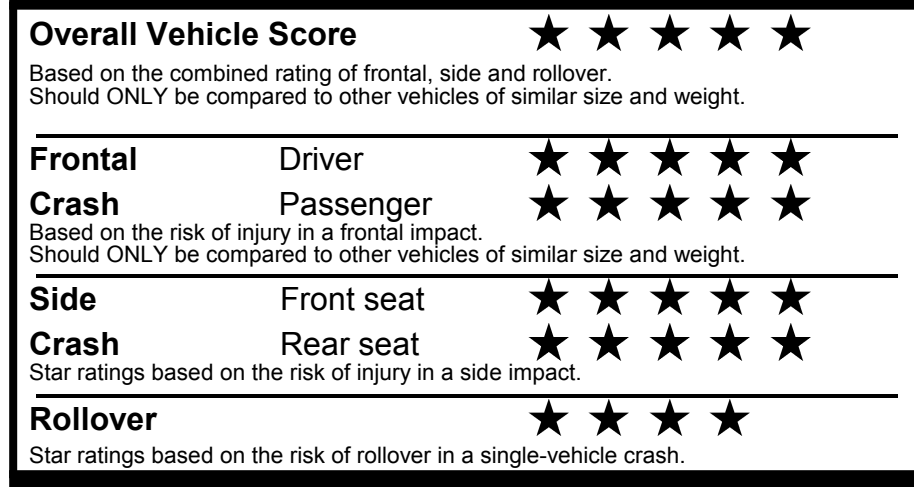 Overall Vehicle Score ★ ★ ★ ★ ★
Based on the combined rating of frontal, side and rollover.
Should ONLY be compared to other vehicles of similar size and weight.
Frontal Driver ★ ★ ★ ★ ★
Crash Passenger ★ ★ ★ ★ ★
Based on the risk of injury in a frontal impact.
Should ONLY be compared to other vehicles of similar size and weight.
Side Front seat ★ ★ ★ ★ ★
Crash Rear seat ★ ★ ★ ★ ★
Star ratings based on the risk of injury in a side impact.
Rollover ★ ★ ★ ★
Star ratings based on the risk of rollover in a single-vehicle crash.